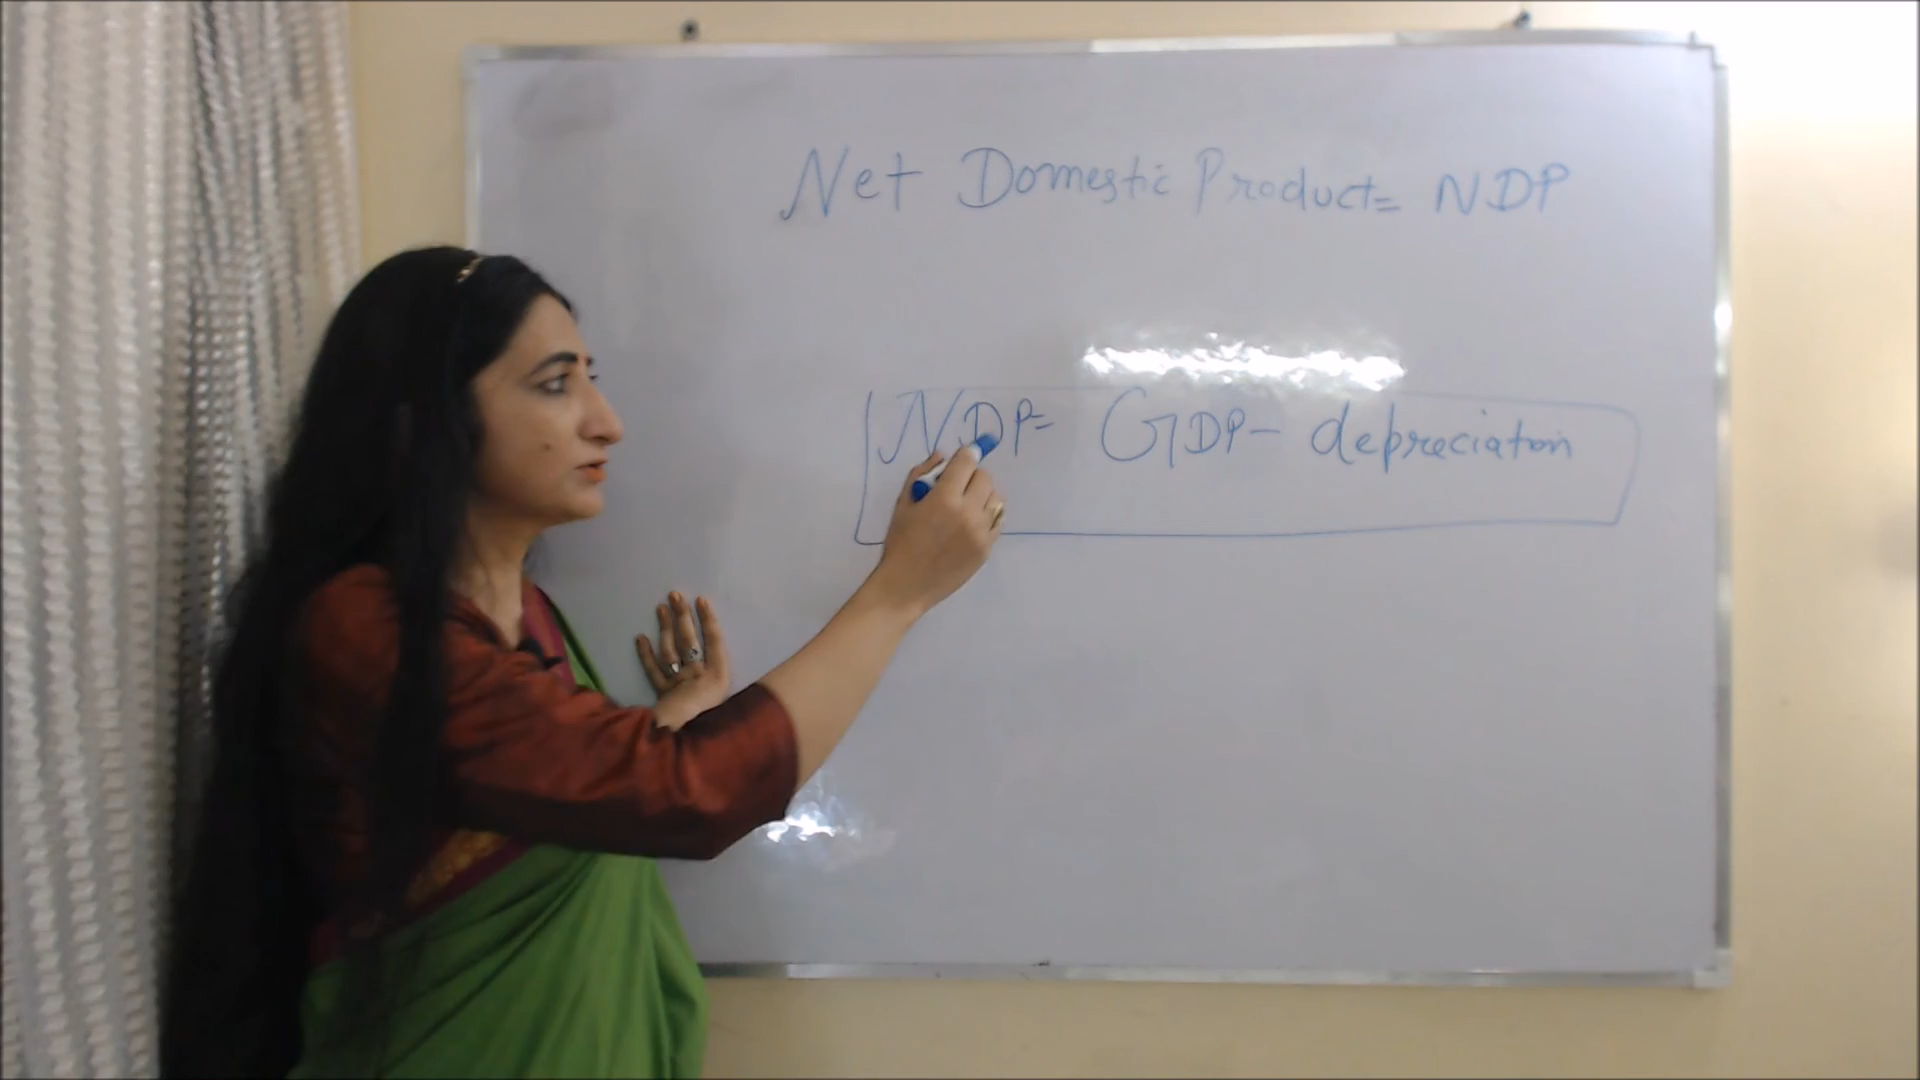 Net Domestic Product= NDP
NDP= GDP- depreciation